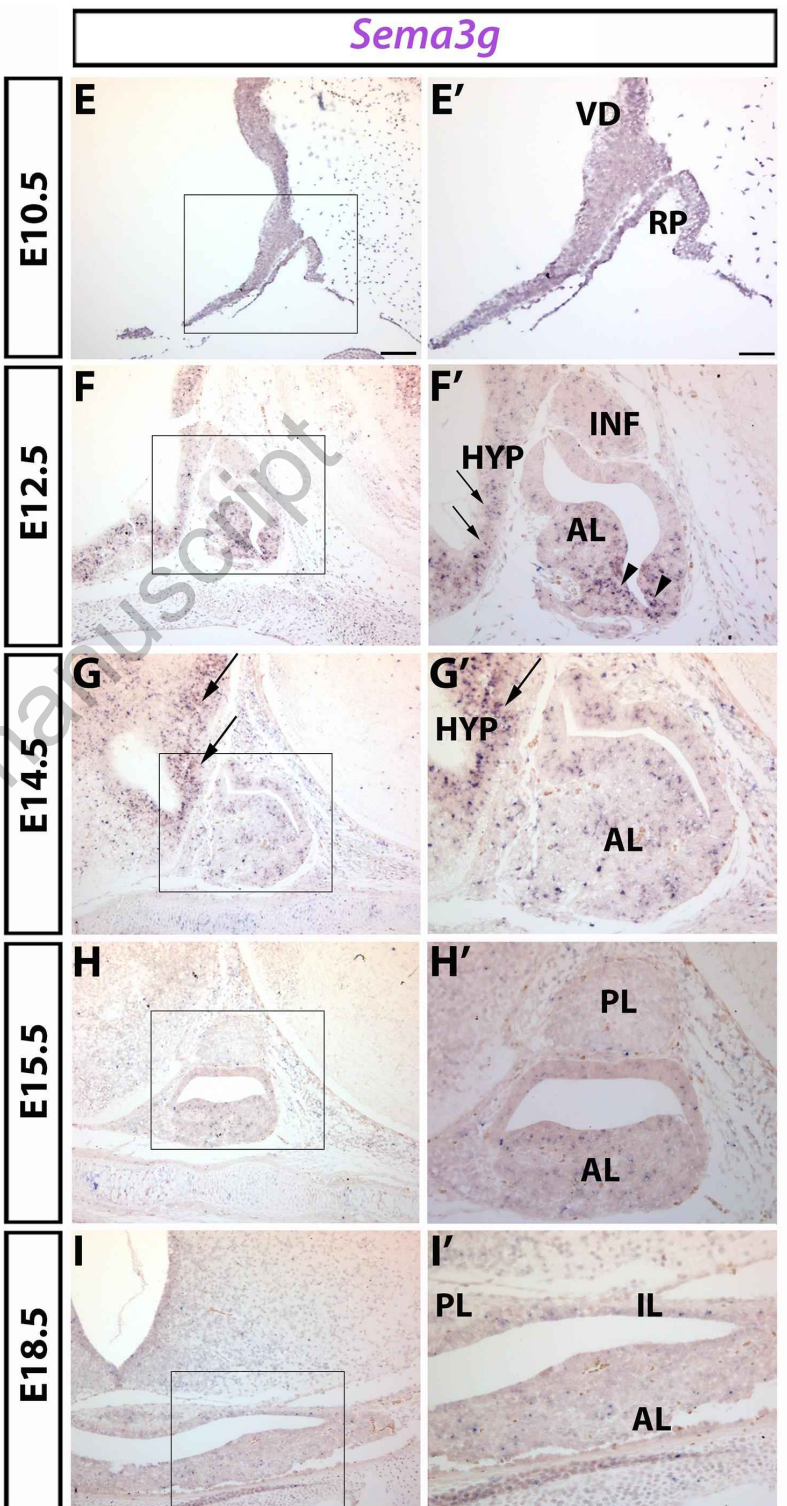 Sema3g
E10.5
E
E′
VD
RP
E12.5
F
F′
INF
HYP
AL
E14.5
G
G′
HYP
AL
E15.5
H
H′
PL
AL
E18.5
I
I′
PL
IL
AL